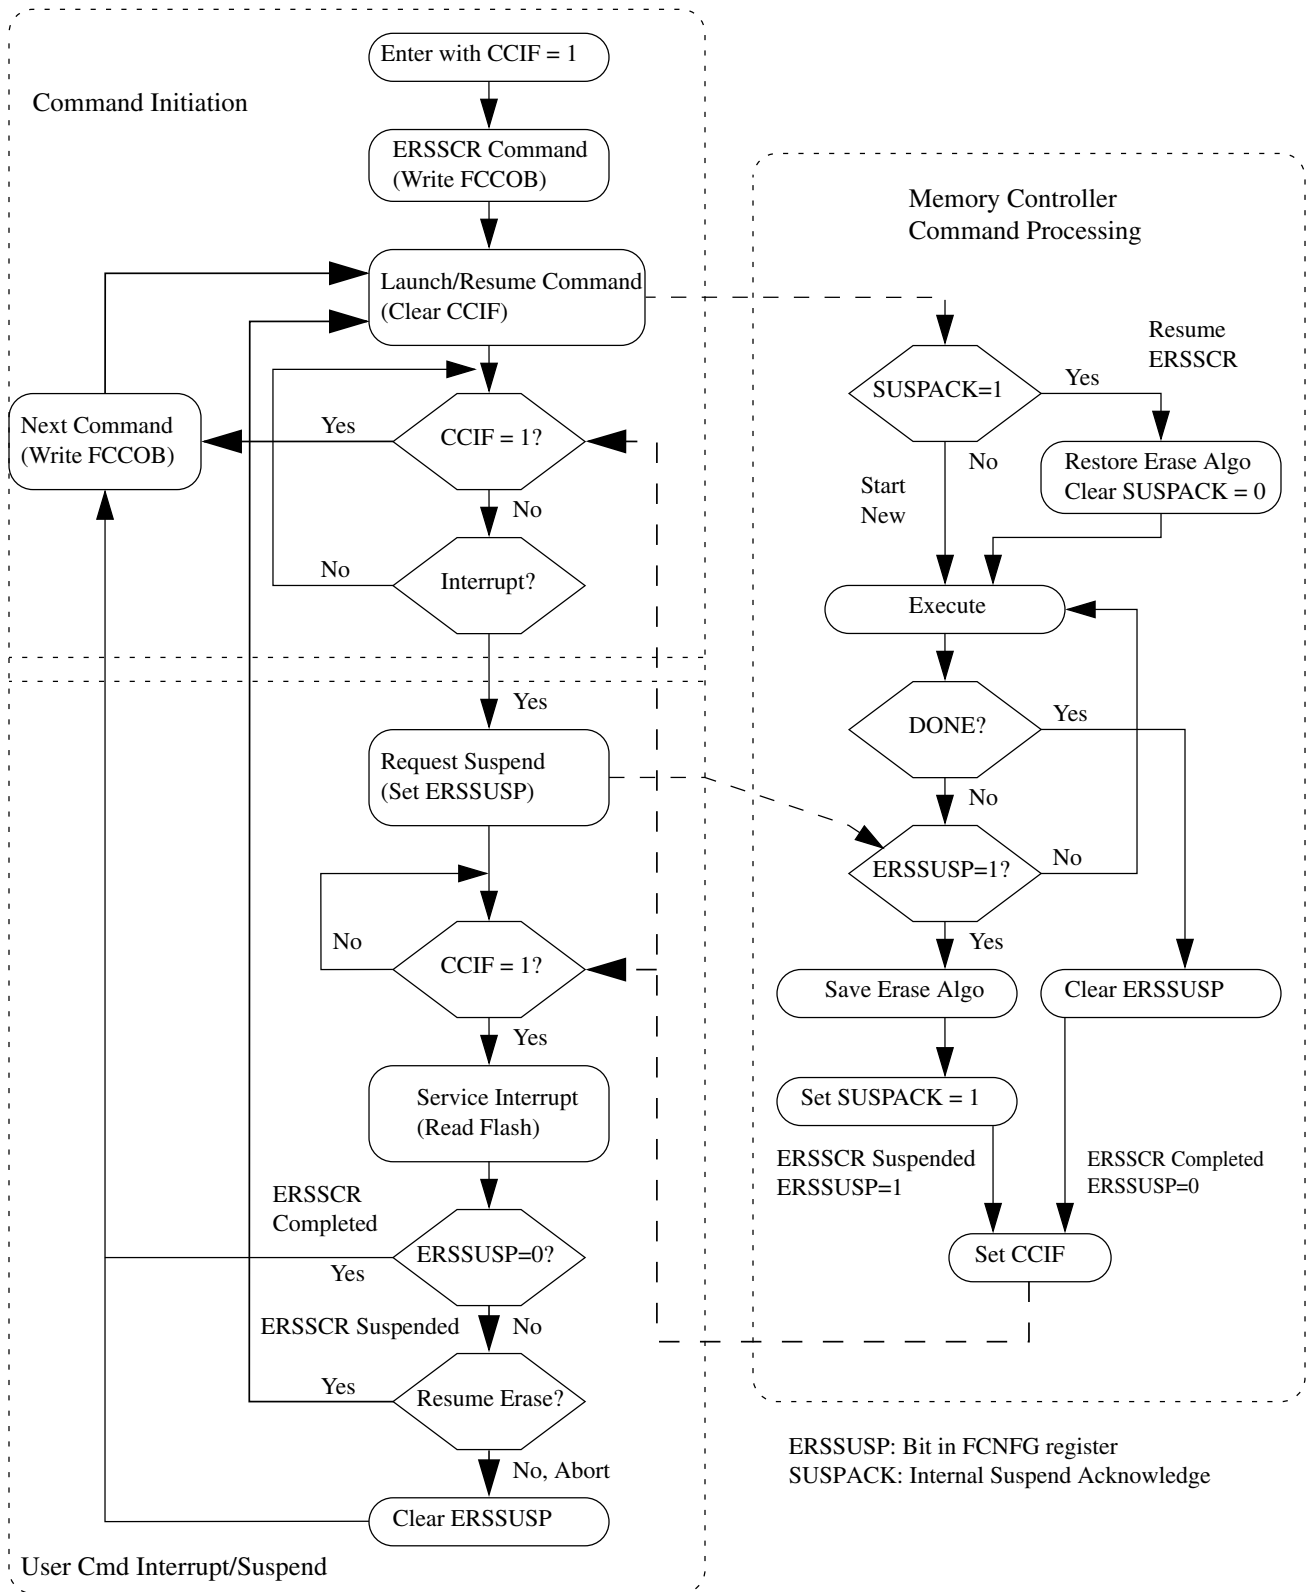 Enter with CCIF = 1
Command Initiation
ERSSCR Command
(Write FCCOB)
Launch/Resume Command
(Clear CCIF)
Next Command
(Write FCCOB)
Yes
CCIF = 1?
No
No
Interrupt?
Yes
Request Suspend
(Set ERSSUSP)
No
CCIF = 1?
Yes
Service Interrupt
(Read Flash)
ERSSCR
Completed
ERSSUSP=0?
Yes
ERSSCR Suspended
No
Yes
Resume Erase?
No, Abort
Clear ERSSUSP
User Cmd Interrupt/Suspend
Memory Controller
Command Processing
Resume
ERSSCR
SUSPACK=1
Yes
No
Restore Erase Algo
Clear SUSPACK = 0
Start
New
Execute
DONE?
Yes
No
ERSSUSP=1?
No
Yes
Save Erase Algo
Clear ERSSUSP
Set SUSPACK = 1
ERSSCR Suspended
ERSSUSP=1
ERSSCR Completed
ERSSUSP=0
Set CCIF
ERSSUSP: Bit in FCNFG register
SUSPACK: Internal Suspend Acknowledge